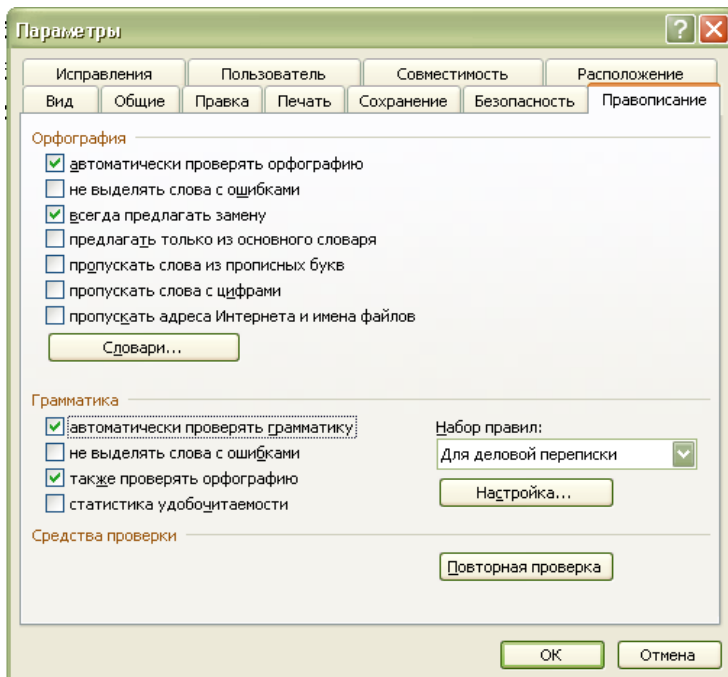 Параметры
Исправления Пользователь Совместимость Расположение
Вид Общие Правка Печать Сохранение Безопасность Правописание
Орфография
автоматически проверять орфографию
не выделять слова с ошибками
всегда предлагать замену
предлагать только из основного словаря
пропускать слова из прописных букв
пропускать слова с цифрами
пропускать адреса Интернета и имена файлов
Словари...
Грамматика
автоматически проверять грамматику
Набор правил:
не выделять слова с ошибками
Для деловой переписки
также проверять орфографию
Настройка...
статистика удобочитаемости
Средства проверки
Повторная проверка
ОК Отмена